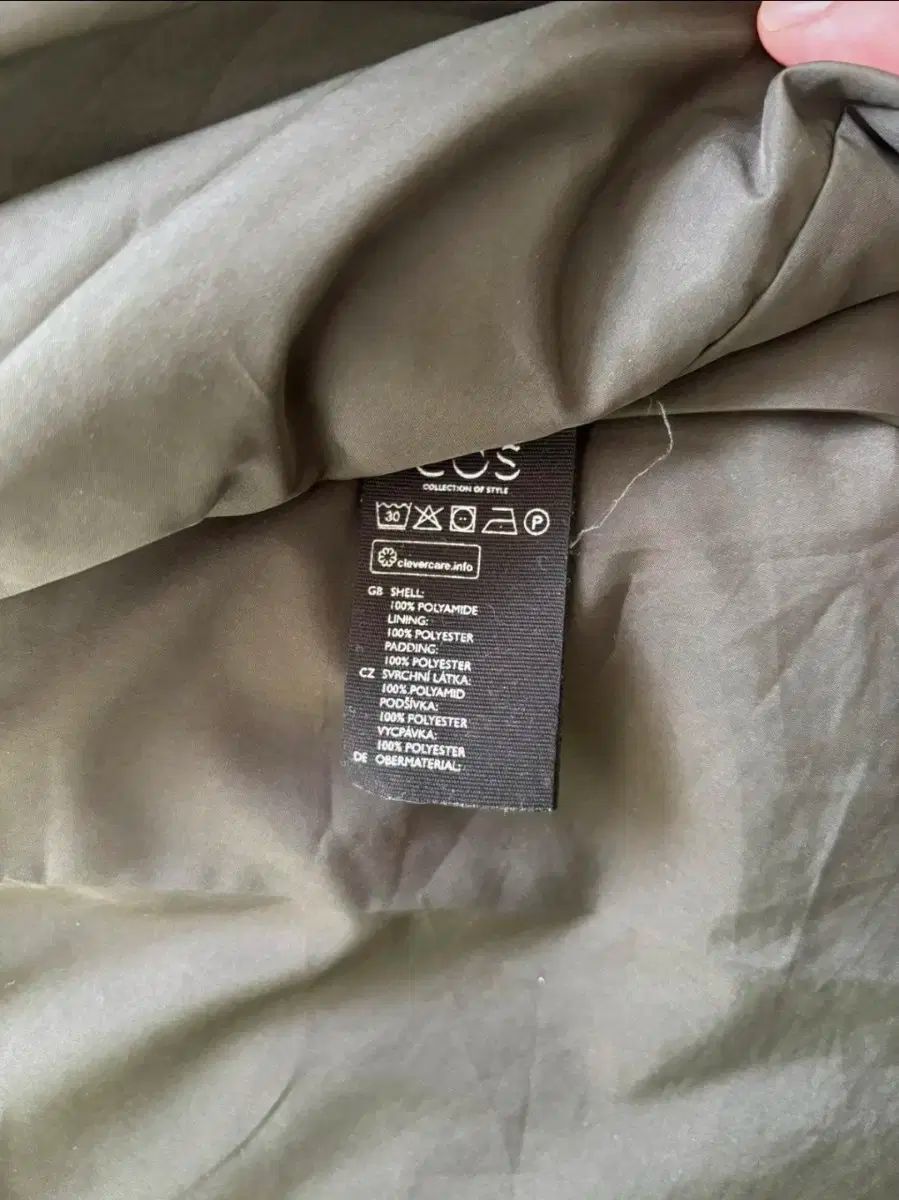 COS
COLLECTION OF STYLE
30 P
clevercare.info
GB SHELL:
100% POLYAMIDE
LINING:
100% POLYESTER
PADDING:
100% POLYESTER
CZ SVRCHNÍ LÁTKA:
100% POLYAMID
PODŠÍVKA:
100% POLYESTER
VYCPÁVKA:
100% POLYESTER
DE OBERMATERIAL: